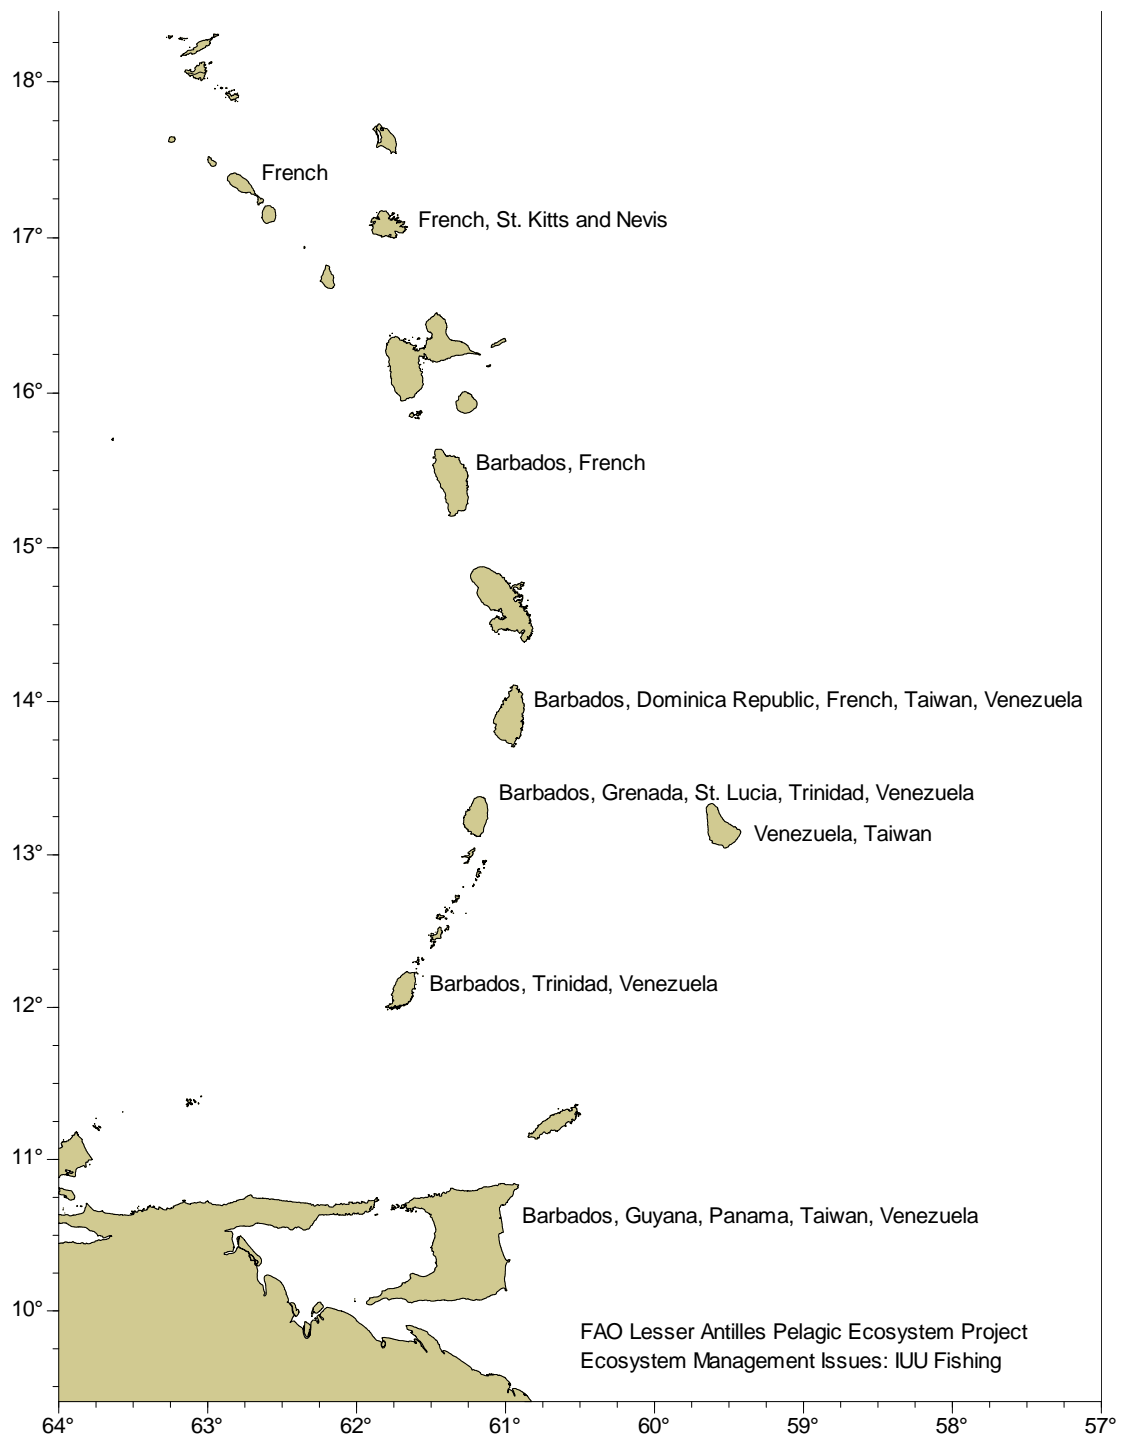 18°
French
French, St. Kitts and Nevis
17°
16°
Barbados, French
15°
14°
Barbados, Dominica Republic, French, Taiwan, Venezuela
Barbados, Grenada, St. Lucia, Trinidad, Venezuela
Venezuela, Taiwan
13°
Barbados, Trinidad, Venezuela
12°
11°
Barbados, Guyana, Panama, Taiwan, Venezuela
10°
FAO Lesser Antilles Pelagic Ecosystem Project
Ecosystem Management Issues: IUU Fishing
64° 63° 62° 61° 60° 59° 58° 57°